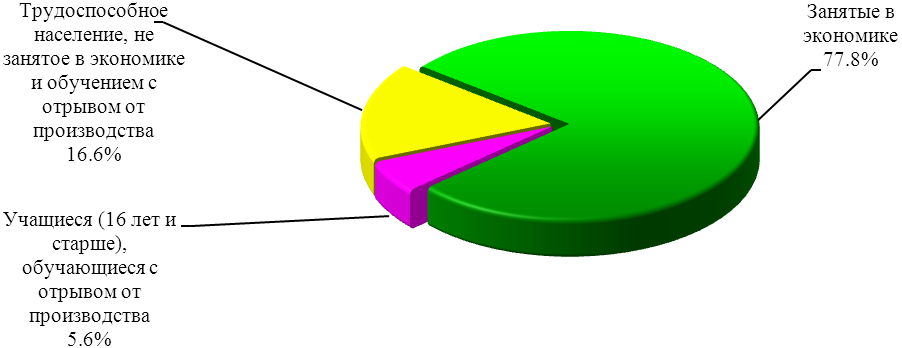 Трудоспособное
население, не
занятое в экономике
и обучением с
отрывом от
производства
16.6%
Занятые в
экономике
77.8%
Учащиеся (16 лет и
старше),
обучающиеся с
отрывом от
производства
5.6%